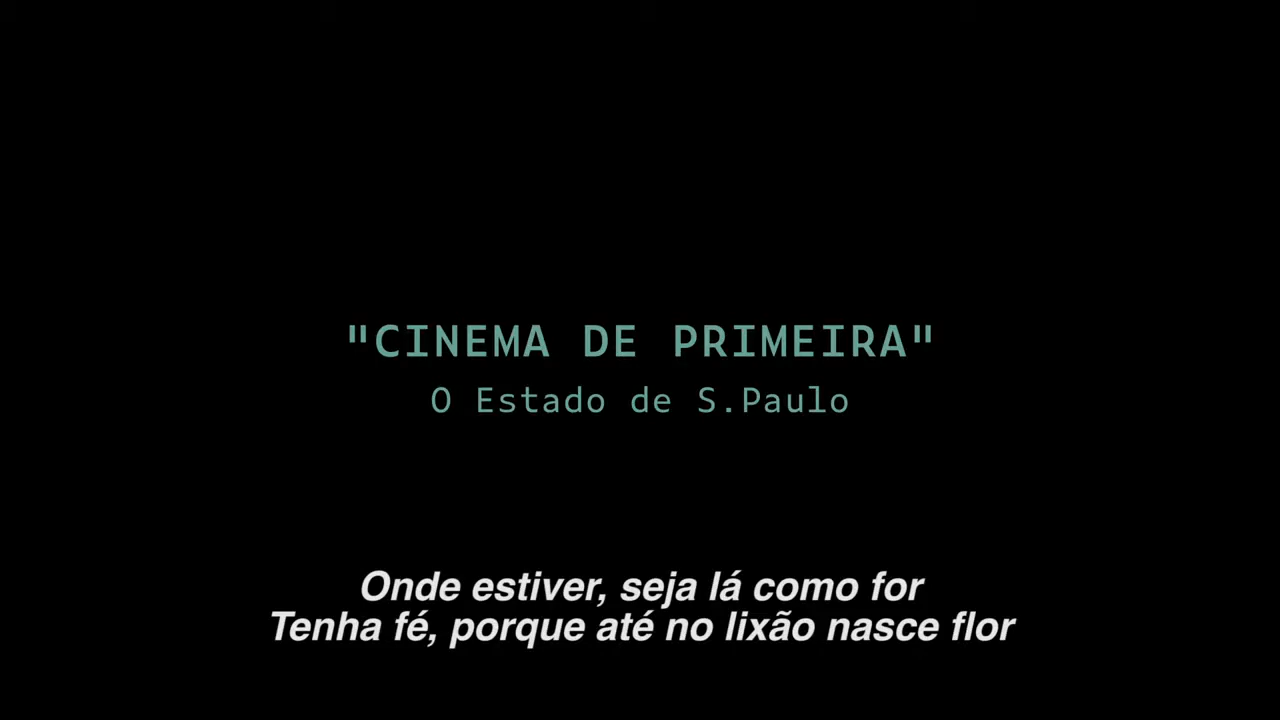 "CINEMA DE PRIMEIRA"
O Estado de S.Paulo
Onde estiver, seja lá como for
Tenha fé, porque até no lixão nasce flor